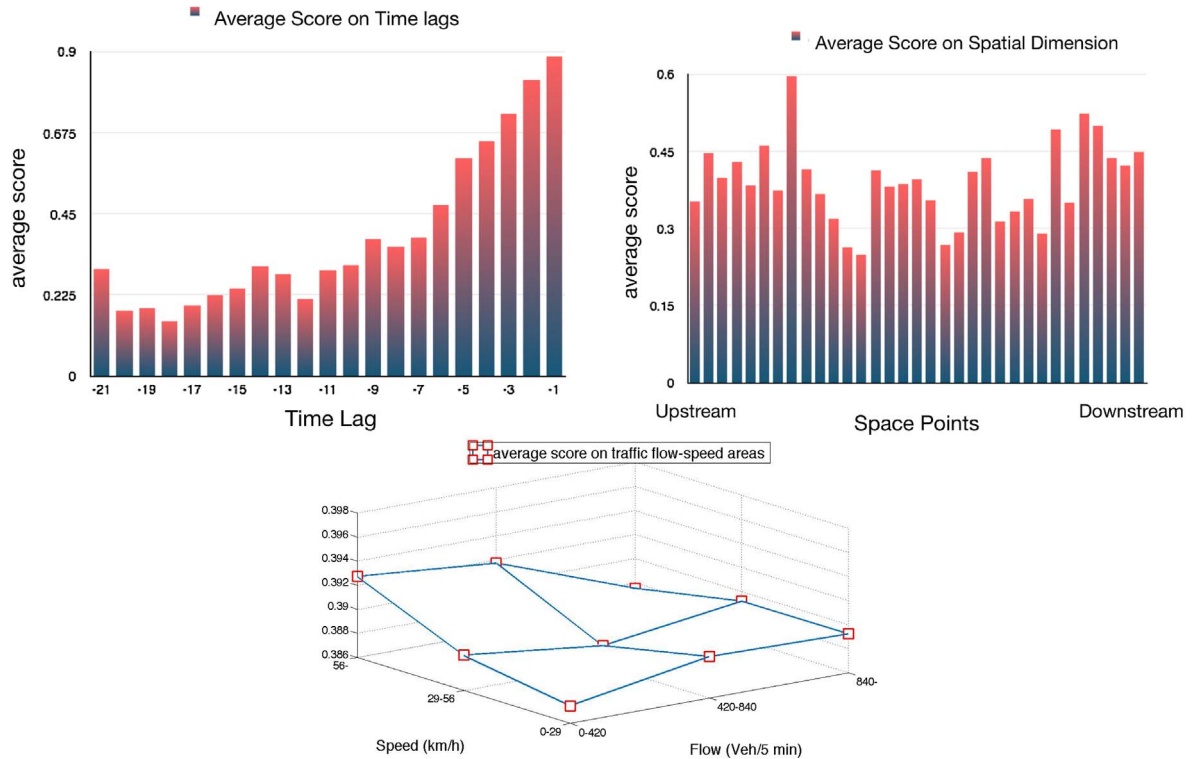 Average Score on Time lags
0.9
0.675
0.45
0.225
0
average score
-21 -19 -17 -15 -13 -11 -9 -7 -5 -3 -1
Time Lag
Average Score on Spatial Dimension
0.6
0.45
0.3
0.15
0
average score
Upstream
Downstream
Space Points
average score on traffic flow-speed areas
0.398
0.396
0.394
0.392
0.39
0.388
0.386
56-
29-56
0-29
0-420
420-840
840-
Speed (km/h)
Flow (Veh/5 min)